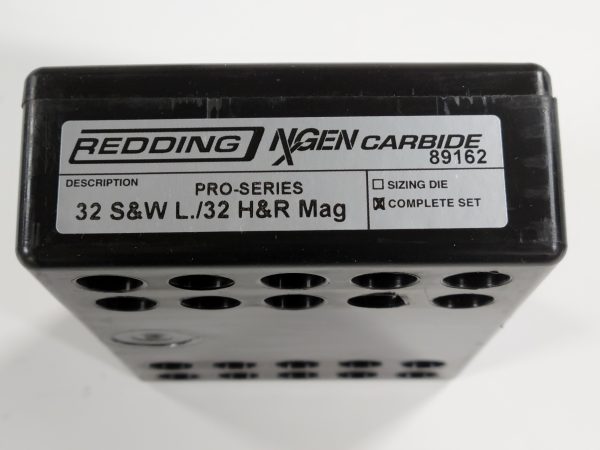 REDDING NXGEN CARBIDE
89162
DESCRIPTION
PRO-SERIES
32 S&W L./32 H&R Mag
SIZING DIE
COMPLETE SET